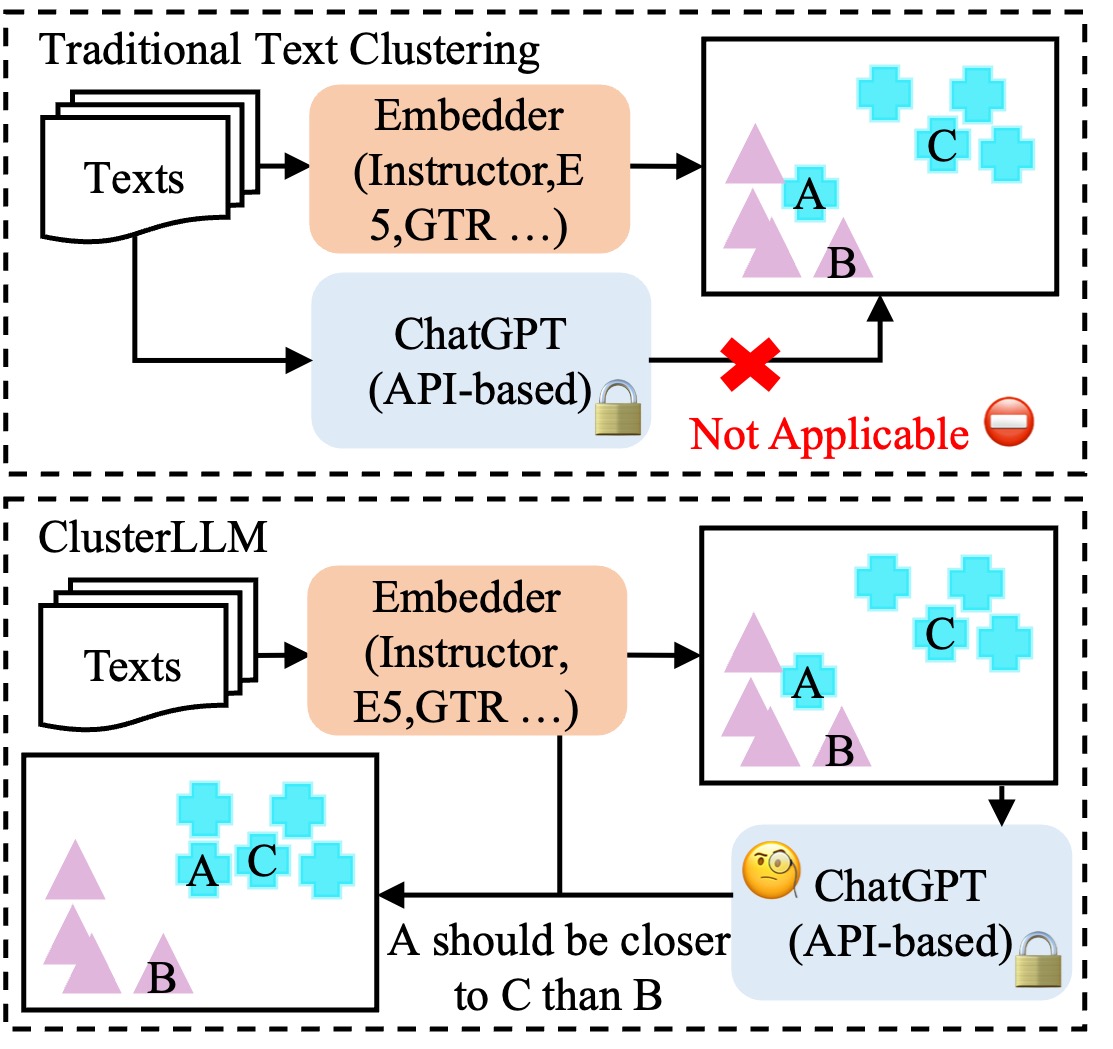 Traditional Text Clustering
Texts
Embedder
(Instructor,E
5,GTR …)
C
A
B
ChatGPT
(API-based)
Not Applicable
ClusterLLM
Texts
Embedder
(Instructor,
E5,GTR …)
C
A
B
A
C
B
A should be closer
to C than B
ChatGPT
(API-based)